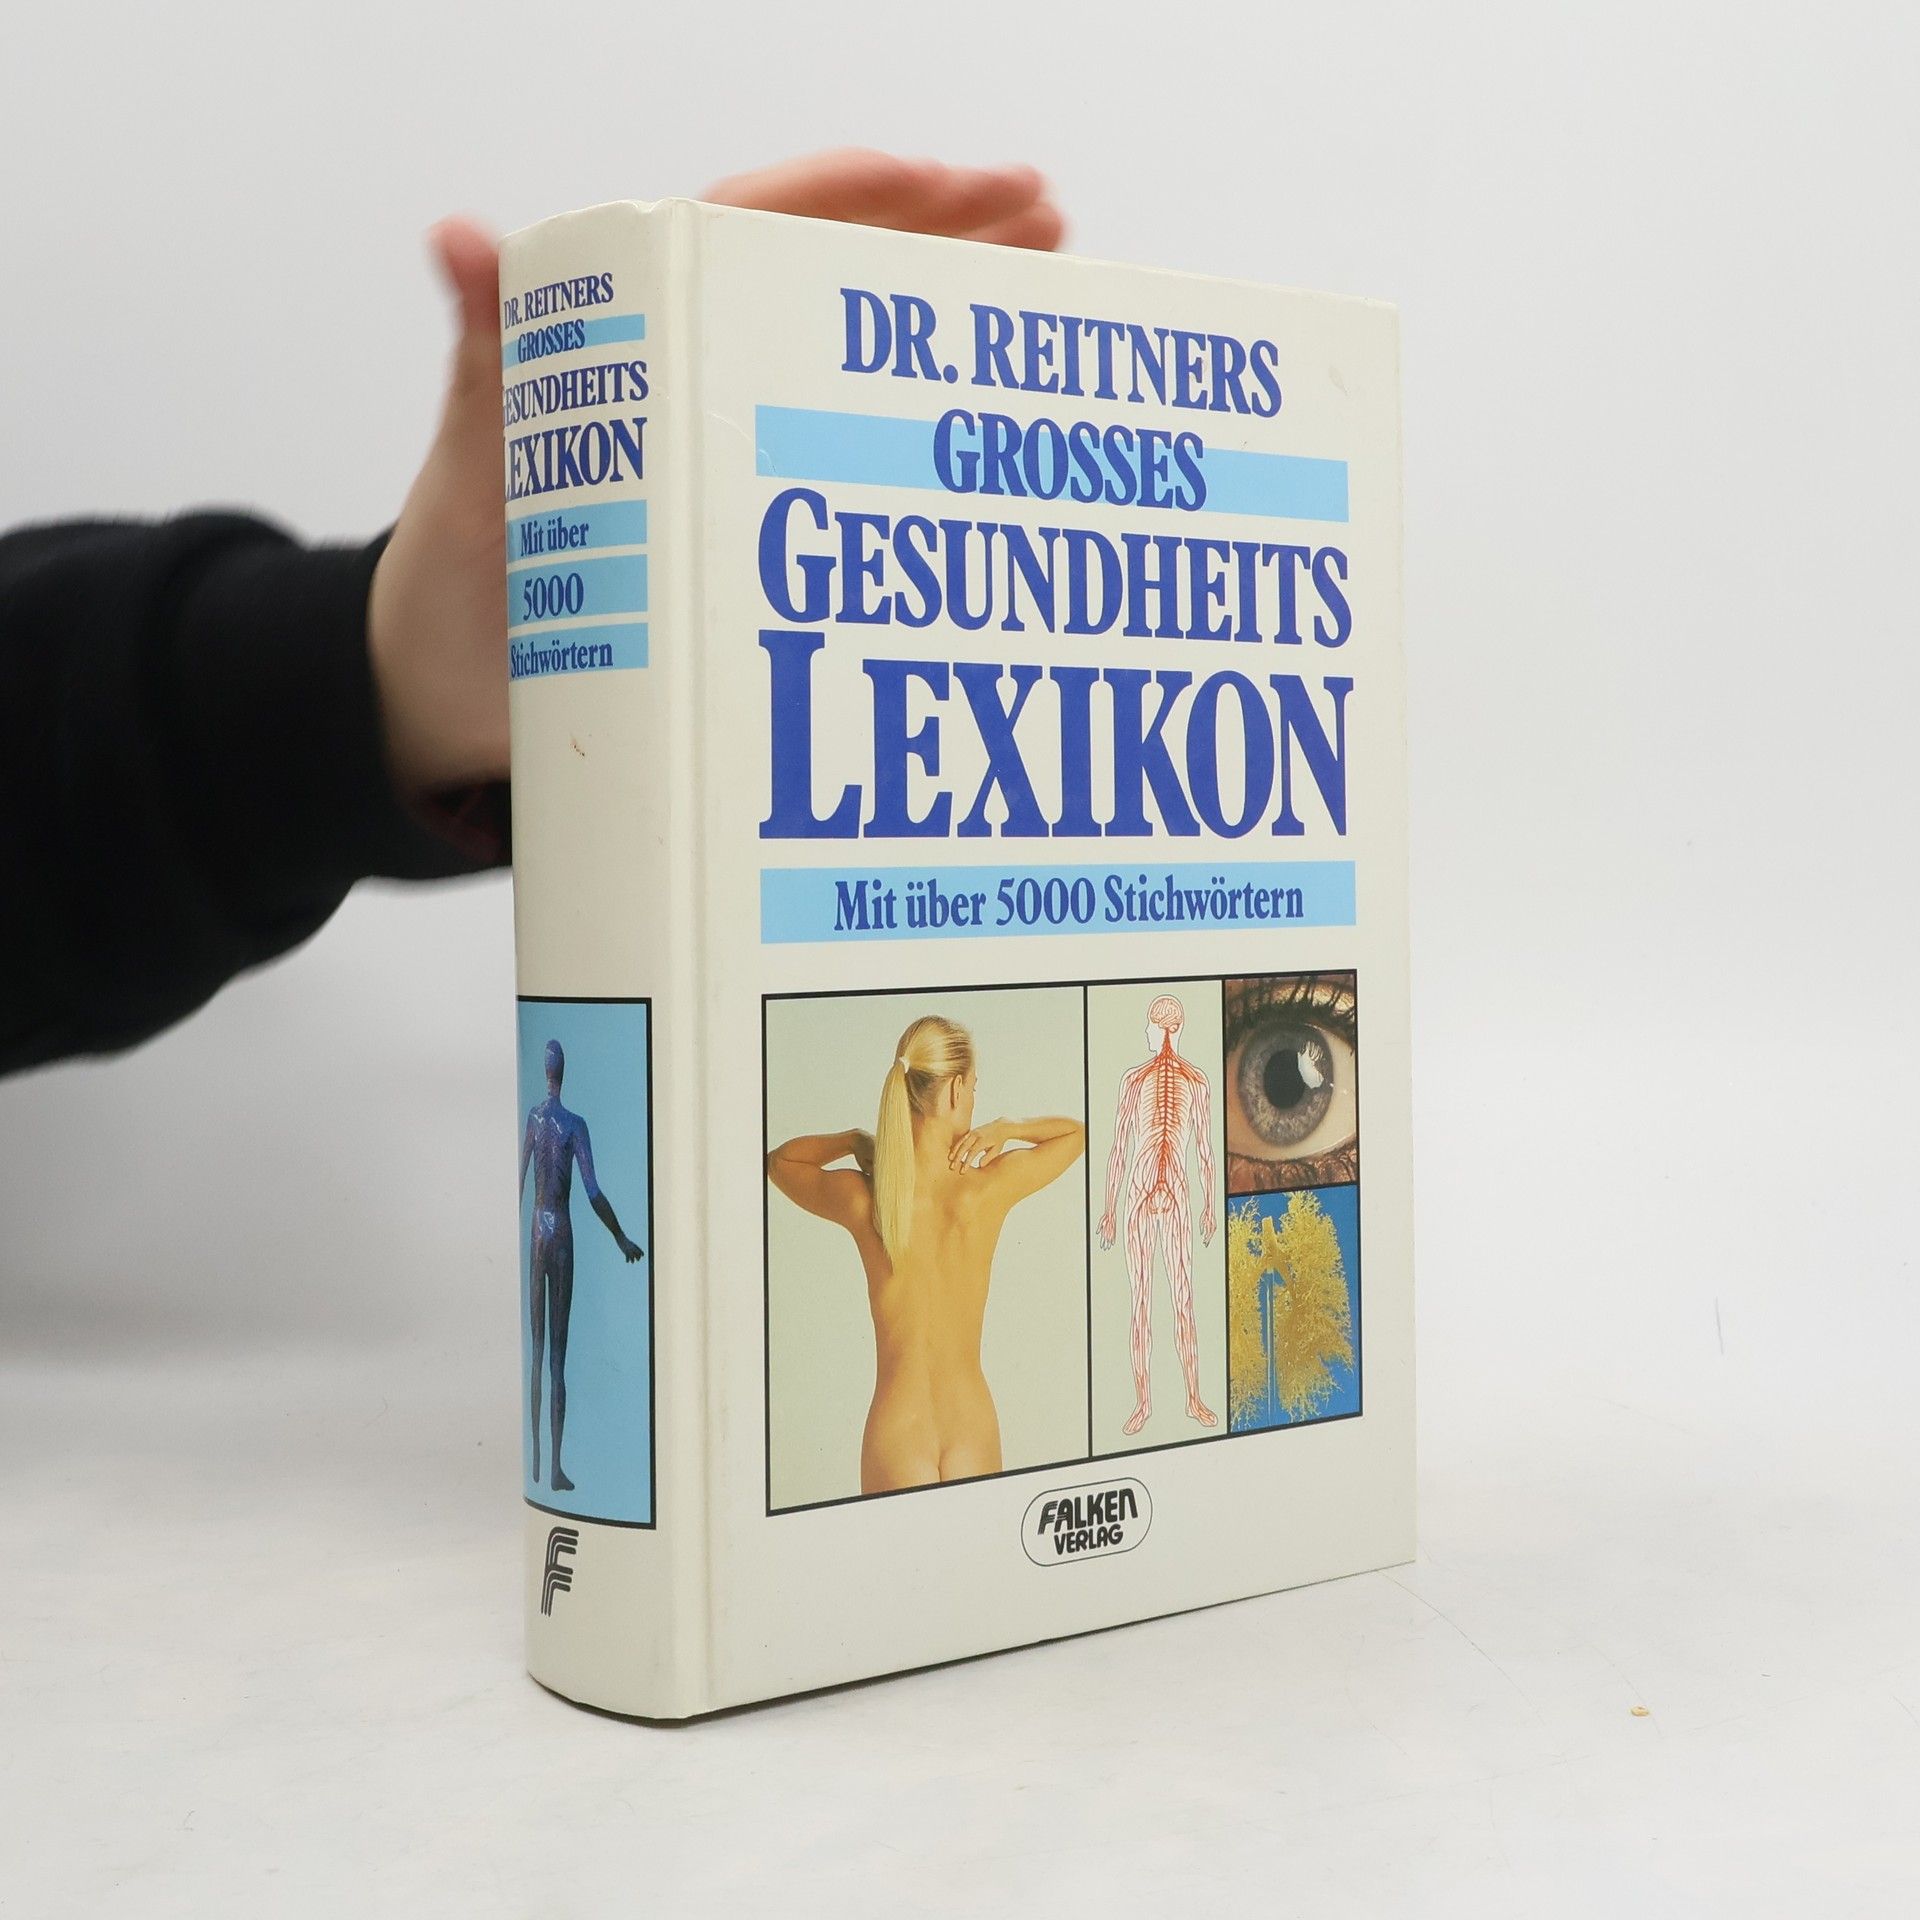 DR. REITNERS
GROSSES
GESUNDHEITS
LEXIKON
Mit über
5000
Stichwörtern
F
DR. REITNERS
GROSSES
GESUNDHEITS
LEXIKON
Mit über 5000 Stichwörtern
FALKEN
VERLAG